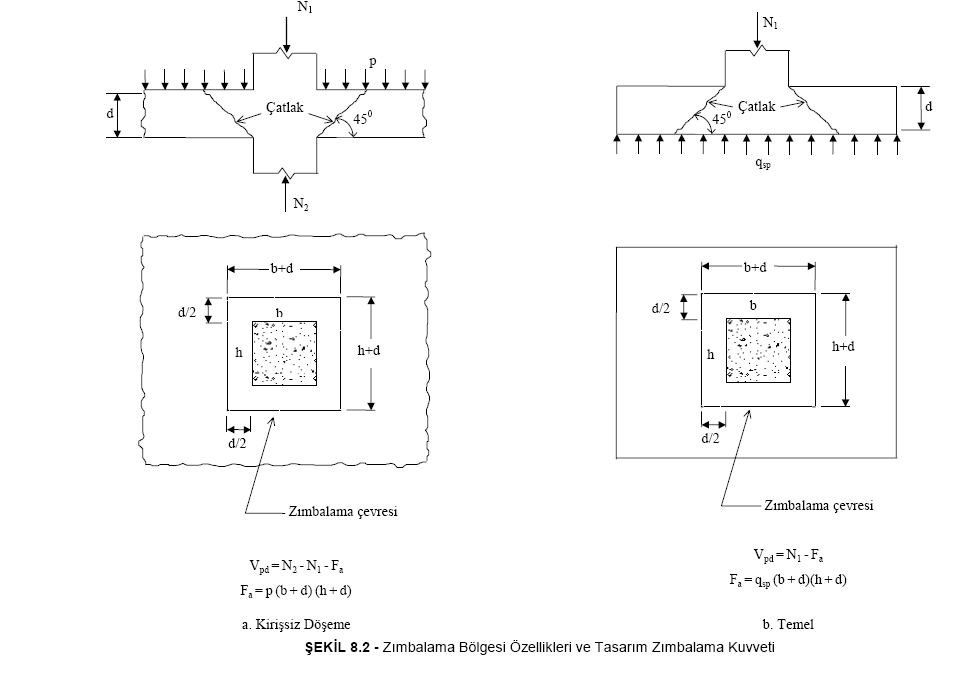 N1
p
d
Çatlak
45⁰
N2
b+d
d/2
b
h
h+d
d/2
Zımbalama çevresi
Vpd = N2 - N1 - Fa
Fa = p (b + d) (h + d)
a. Kirişsiz Döşeme
N1
d
Çatlak
45⁰
qsp
b+d
d/2
b
h
h+d
d/2
Zımbalama çevresi
Vpd = N1 - Fa
Fa = qsp (b + d)(h + d)
b. Temel
ŞEKİL 8.2 - Zımbalama Bölgesi Özellikleri ve Tasarım Zımbalama Kuvveti